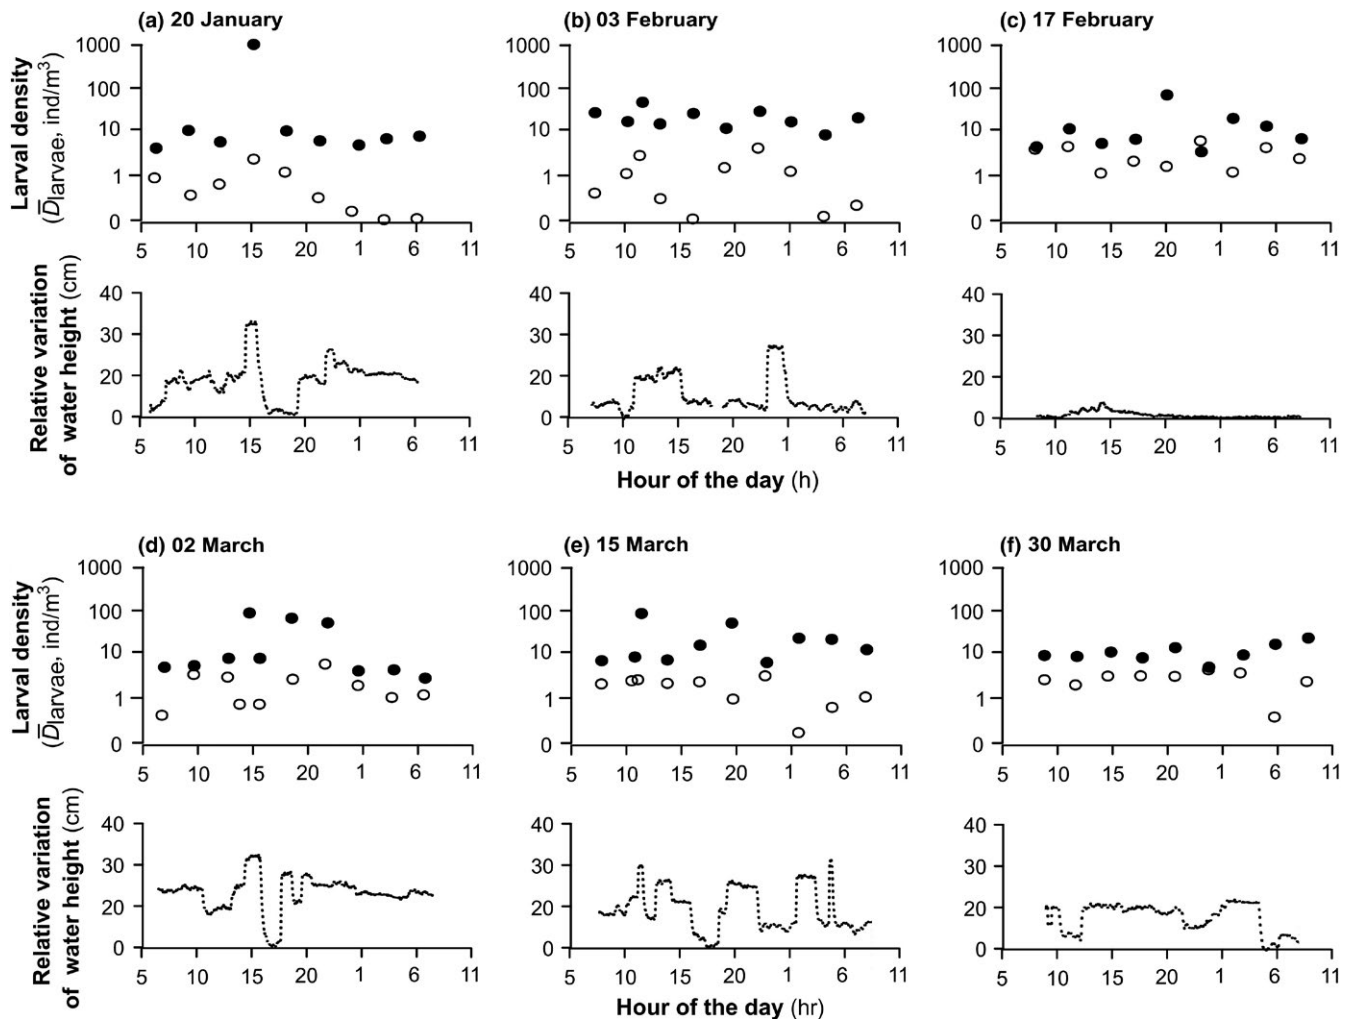 (a) 20 January
(b) 03 February
(c) 17 February
Larval density
(D̅larvae, ind/m³)
1000
100
10
1
0
5 10 15 20 1 6 11
1000
100
10
1
0
5 10 15 20 1 6 11
1000
100
10
1
0
5 10 15 20 1 6 11
Relative variation
of water height (cm)
40
30
20
10
0
5 10 15 20 1 6 11
40
30
20
10
0
5 10 15 20 1 6 11
40
30
20
10
0
5 10 15 20 1 6 11
Hour of the day (h)
(d) 02 March
(e) 15 March
(f) 30 March
Larval density
(D̅larvae, ind/m³)
1000
100
10
1
0
5 10 15 20 1 6 11
1000
100
10
1
0
5 10 15 20 1 6 11
1000
100
10
1
0
5 10 15 20 1 6 11
Relative variation
of water height (cm)
40
30
20
10
0
5 10 15 20 1 6 11
40
30
20
10
0
5 10 15 20 1 6 11
40
30
20
10
0
5 10 15 20 1 6 11
Hour of the day (hr)